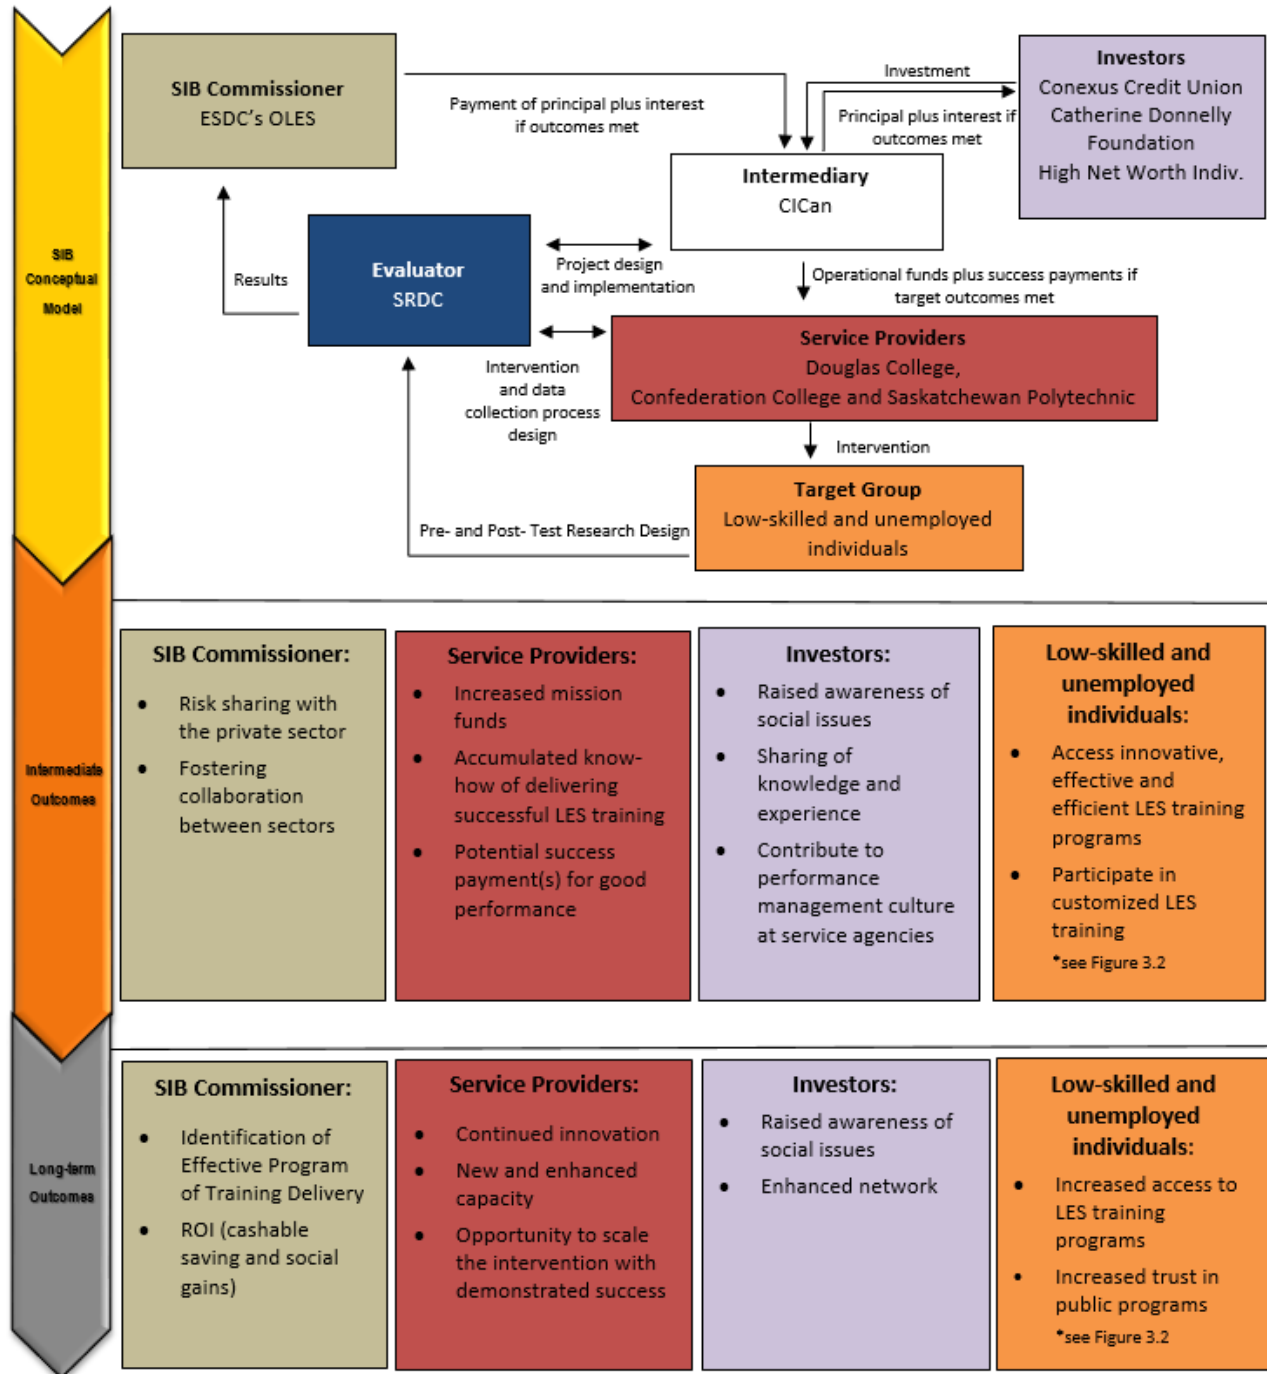 SIB Commissioner
ESDC's OLES
Payment of principal plus interest
if outcomes met
Investment
Principal plus interest if
outcomes met
Investors
Conexus Credit Union
Catherine Donnelly
Foundation
High Net Worth Indiv.
Intermediary
CICan
SIB
Conceptual
Model
Results
Evaluator
SRDC
Project design
and implementation
Operational funds plus success payments if
target outcomes met
Intervention
and data
collection process
design
Service Providers
Douglas College,
Confederation College and Saskatchewan Polytechnic
Intervention
Target Group
Low-skilled and unemployed
individuals
Pre- and Post- Test Research Design
Intermediate
Outcomes
SIB Commissioner:
• Risk sharing with
the private sector
• Fostering
collaboration
between sectors
Service Providers:
• Increased mission
funds
• Accumulated know-
how of delivering
successful LES training
• Potential success
payment(s) for good
performance
Investors:
• Raised awareness of
social issues
• Sharing of
knowledge and
experience
• Contribute to
performance
management culture
at service agencies
Low-skilled and
unemployed
individuals:
• Access innovative,
effective and
efficient LES training
programs
• Participate in
customized LES
training
*see Figure 3.2
Long-term
Outcomes
SIB Commissioner:
• Identification of
Effective Program
of Training Delivery
• ROI (cashable
saving and social
gains)
Service Providers:
• Continued innovation
• New and enhanced
capacity
• Opportunity to scale
the intervention with
demonstrated success
Investors:
• Raised awareness of
social issues
• Enhanced network
Low-skilled and
unemployed
individuals:
• Increased access to
LES training
programs
• Increased trust in
public programs
*see Figure 3.2